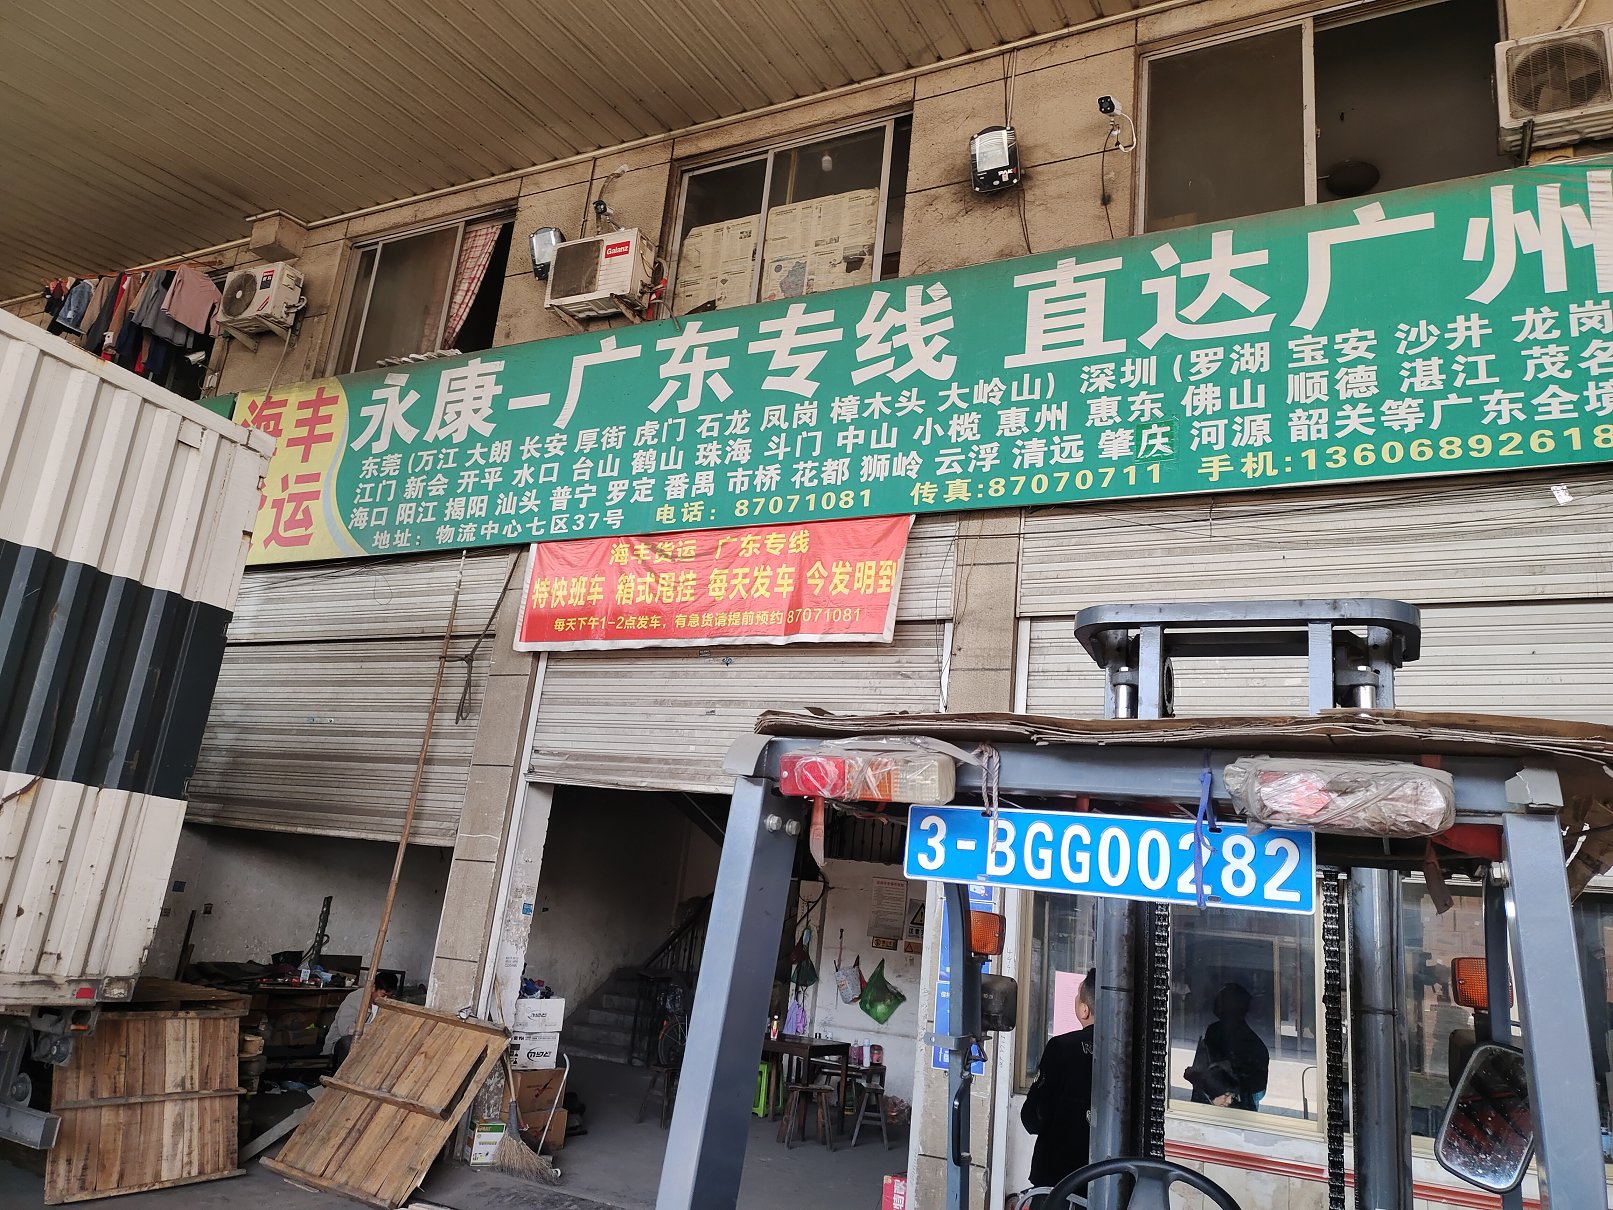 海丰
运
永康-广东专线 直达广州
东莞(万江 大朗 长安 厚街 虎门 石龙 凤岗 樟木头 大岭山) 深圳(罗湖 宝安 沙井 龙岗
江门 新会 开平 水口 台山 鹤山 珠海 斗门 中山 小榄 惠州 惠东 佛山 顺德 湛江 茂名
海口 阳江 揭阳 汕头 普宁 罗定 番禺 市桥 花都 狮岭 云浮 清远 肇庆 河源 韶关等广东全境
地址：物流中心七区37号 电话：87071081 传真:87070711 手机:13606892618
海丰货运 广东专线
特快班车 箱式甩挂 每天发车 今发明到
每天下午1-2点发车，有急货请提前预约87071081
Galanz
3-BGG00282